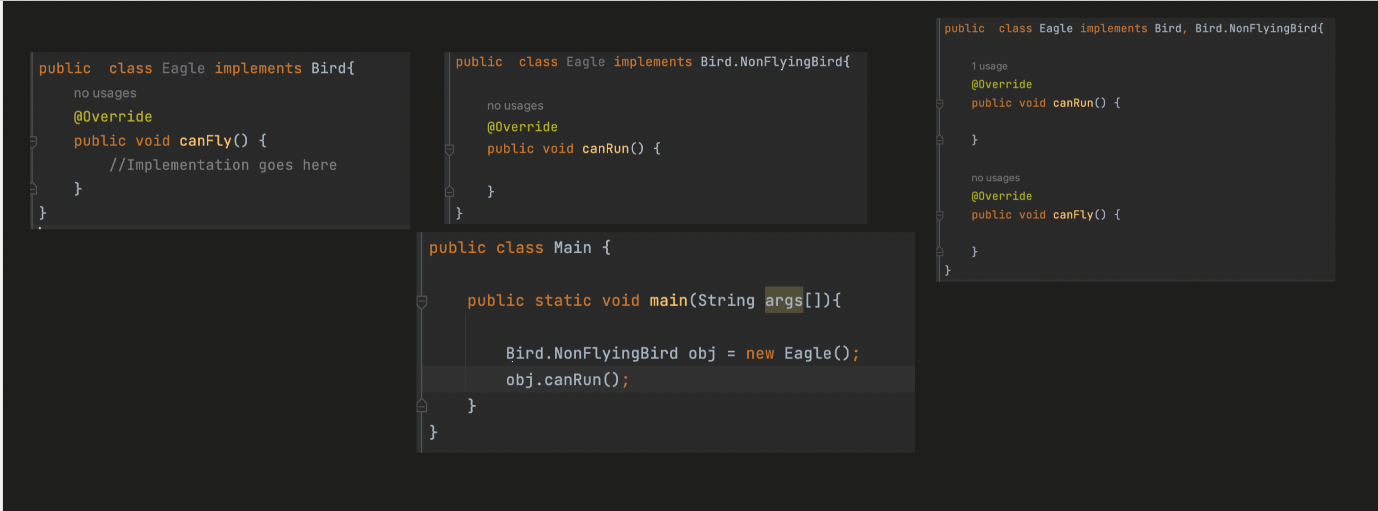 public  class Eagle implements Bird{
no usages
@Override
public void canFly() {
//Implementation goes here
}
}
public  class Eagle implements Bird.NonFlyingBird{
no usages
@Override
public void canRun() {
}
}
public class Main {
public static void main(String args[]){
Bird.NonFlyingBird obj = new Eagle();
obj.canRun();
}
}
public  class Eagle implements Bird, Bird.NonFlyingBird{
1 usage
@Override
public void canRun() {
}
no usages
@Override
public void canFly() {
}
}